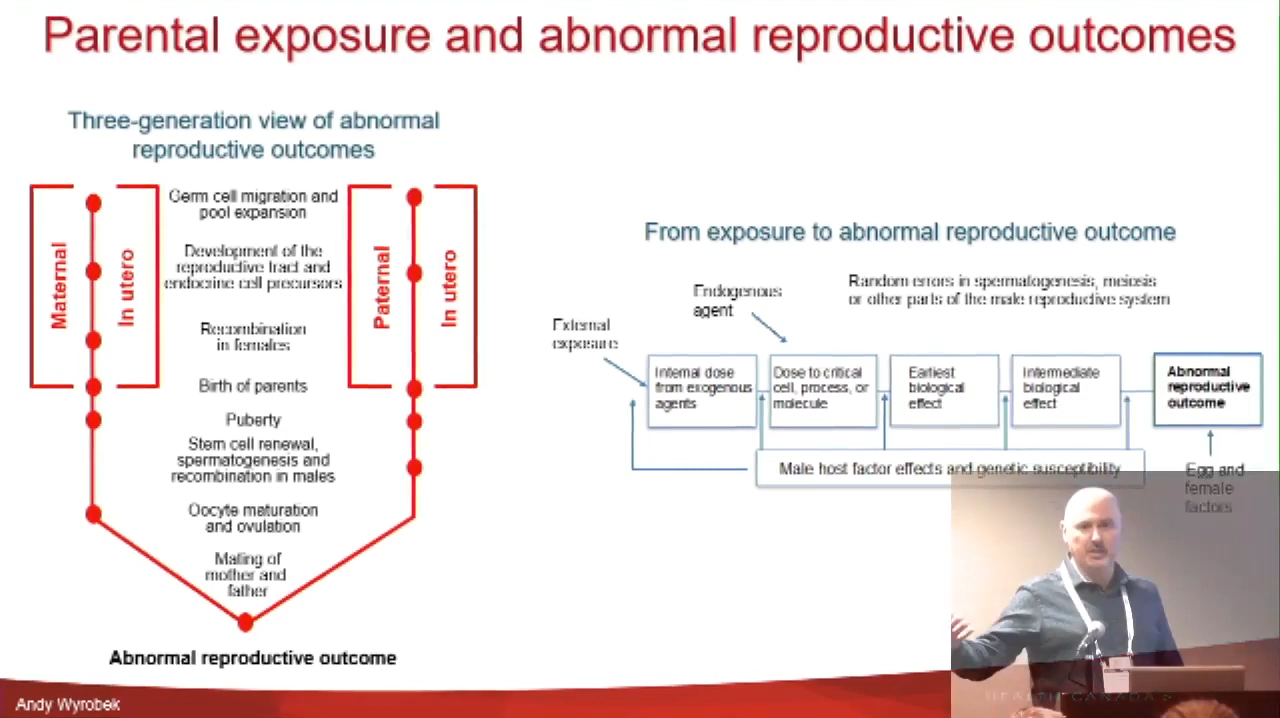 Parental exposure and abnormal reproductive outcomes
Three-generation view of abnormal
reproductive outcomes
Maternal
In utero
Germ cell migration and
pool expansion
Development of the
reproductive tract and
endocrine cell precursors
Recombination
in females
Birth of parents
Puberty
Stem cell renewal,
spermatogenesis and
recombination in males
Oocyte maturation
and ovulation
Mating of
mother and
father
Paternal
In utero
Abnormal reproductive outcome
From exposure to abnormal reproductive outcome
Random errors in spermatogenesis, meiosis
or other parts of the male reproductive system
Endogenous
agent
External
exposure
Internal dose
from exogenous
agents
Dose to critical
cell, process, or
molecule
Earliest
biological
effect
Intermediate
biological
effect
Abnormal
reproductive
outcome
Male host factor effects and genetic susceptibility
Egg and
female
factors
HEALTH CANADA'S
Andy Wyrobek